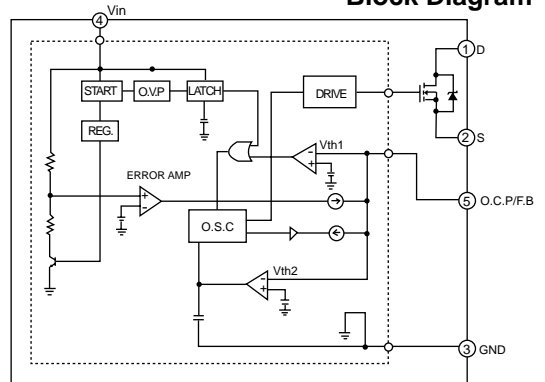 Block Diagram
4 Vin
1 D
START O.V.P LATCH DRIVE
2 S
REG.
Vth1
- +
ERROR AMP
+ -
5 O.C.P/F.B
O.S.C
Vth2
- +
3 GND